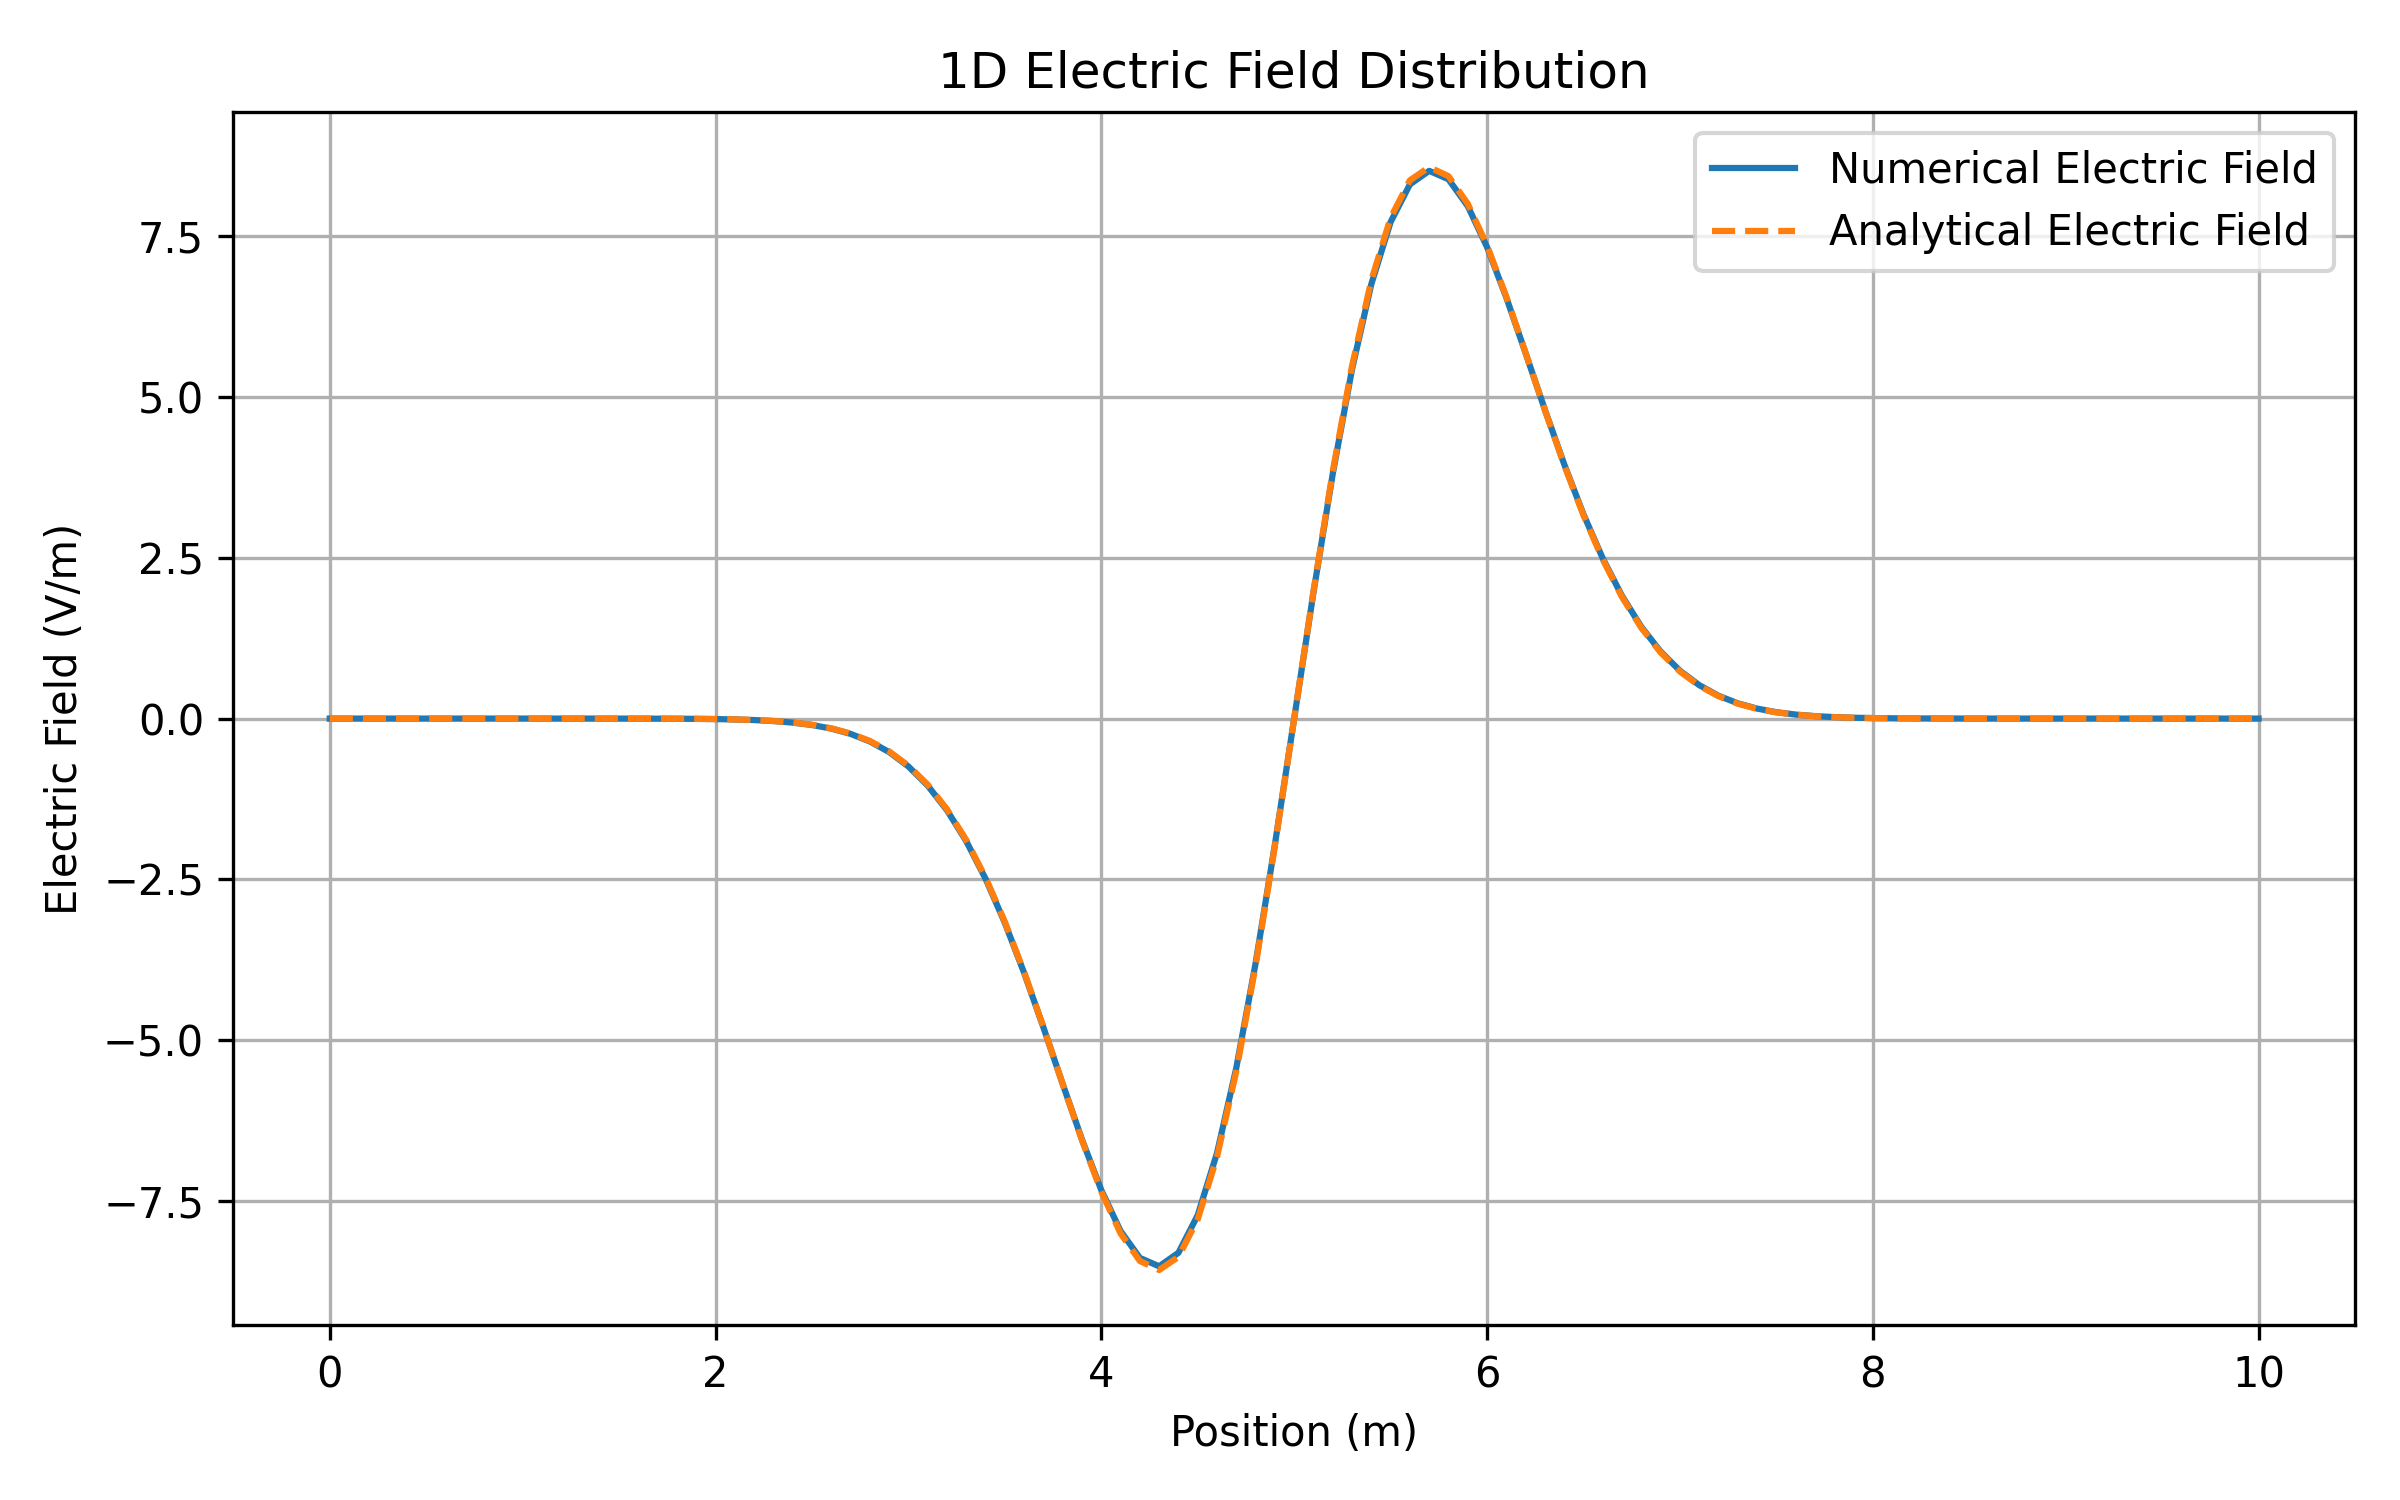 1D Electric Field Distribution
Numerical Electric Field
Analytical Electric Field
Electric Field (V/m)
7.5
5.0
2.5
0.0
−2.5
−5.0
−7.5
0 2 4 6 8 10
Position (m)